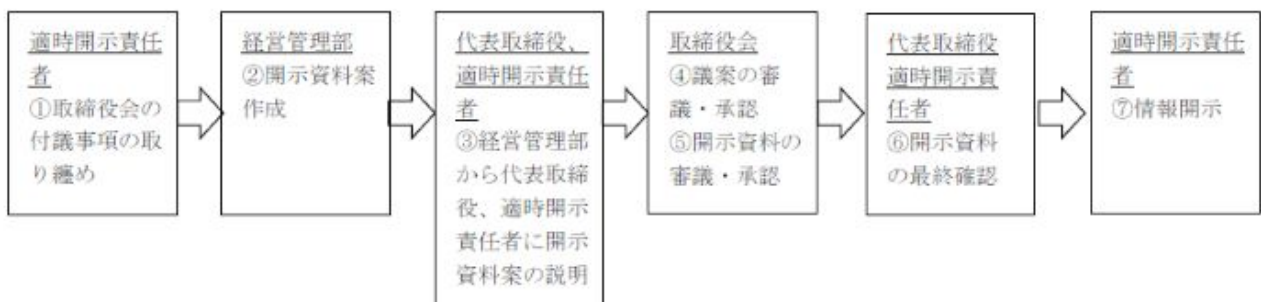 適時開示責任
者
①取締役会の
付議事項の取
り纏め
経営管理部
②開示資料案
作成
代表取締役、
適時開示責任
者
③経営管理部
から代表取締
役、適時開示
責任者に開示
資料案の説明
取締役会
④議案の審
議・承認
⑤開示資料の
審議・承認
代表取締役
適時開示責
任者
⑥開示資料
の最終確認
適時開示責任
者
⑦情報開示